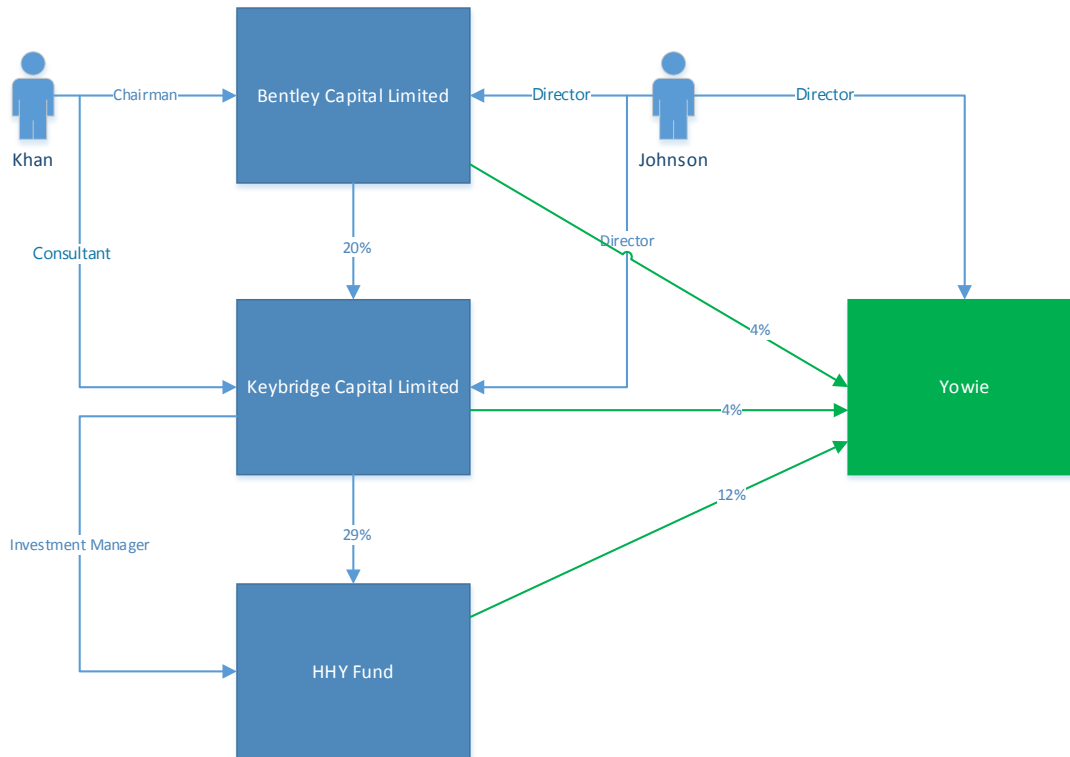 Chairman
Bentley Capital Limited
Director
Director
Khan
Johnson
Consultant
20%
Director
4%
Keybridge Capital Limited
Yowie
4%
12%
Investment Manager
29%
HHY Fund